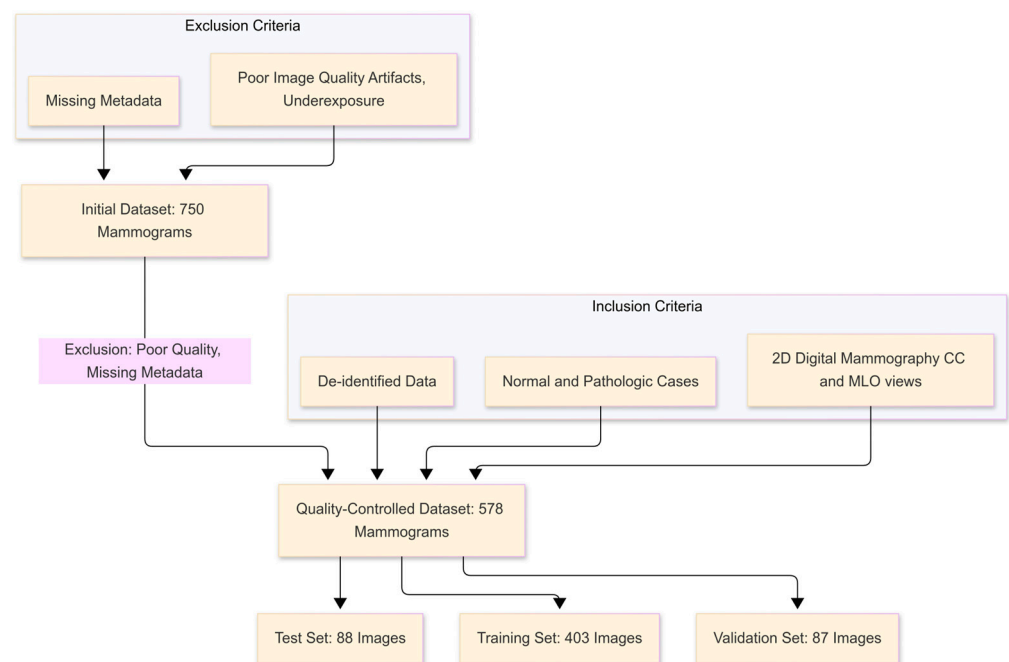 Exclusion Criteria
Missing Metadata
Poor Image Quality Artifacts,
Underexposure
Initial Dataset: 750
Mammograms
Exclusion: Poor Quality,
Missing Metadata
Inclusion Criteria
De-identified Data
Normal and Pathologic Cases
2D Digital Mammography CC
and MLO views
Quality-Controlled Dataset: 578
Mammograms
Test Set: 88 Images
Training Set: 403 Images
Validation Set: 87 Images